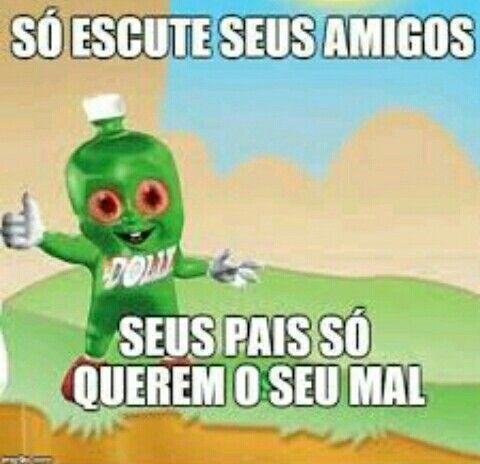 SÓ ESCUTE SEUS AMIGOS
DOLLY
SEUS PAIS SÓ
QUEREM O SEU MAL